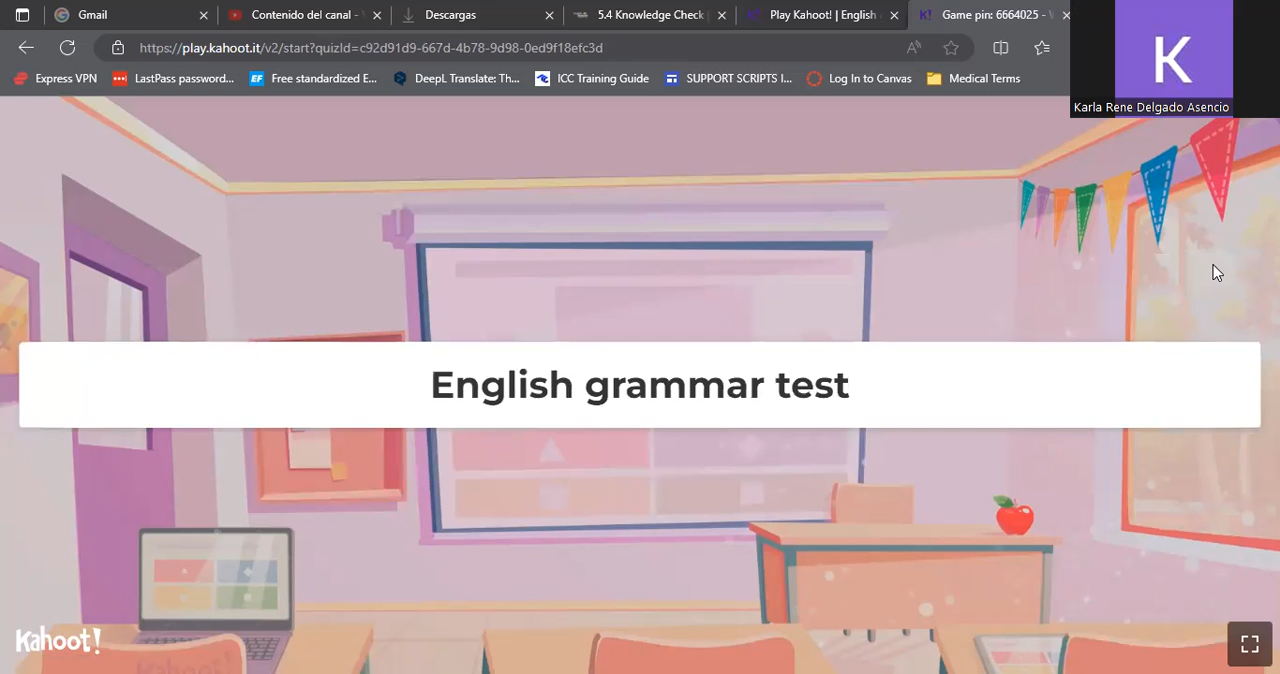 Gmail
Contenido del canal -
Descargas
5.4 Knowledge Check
Play Kahoot! | English
K! Game pin: 6664025 -
https://play.kahoot.it/v2/start?quizId=c92d91d9-667d-4b78-9d98-0ed9f18efc3d
Express VPN
LastPass password...
EF Free standardized E...
DeepL Translate: Th...
ICC Training Guide
SUPPORT SCRIPTS I...
Log In to Canvas
Medical Terms
K
Karla Rene Delgado Asencio
English grammar test
Kahoot!